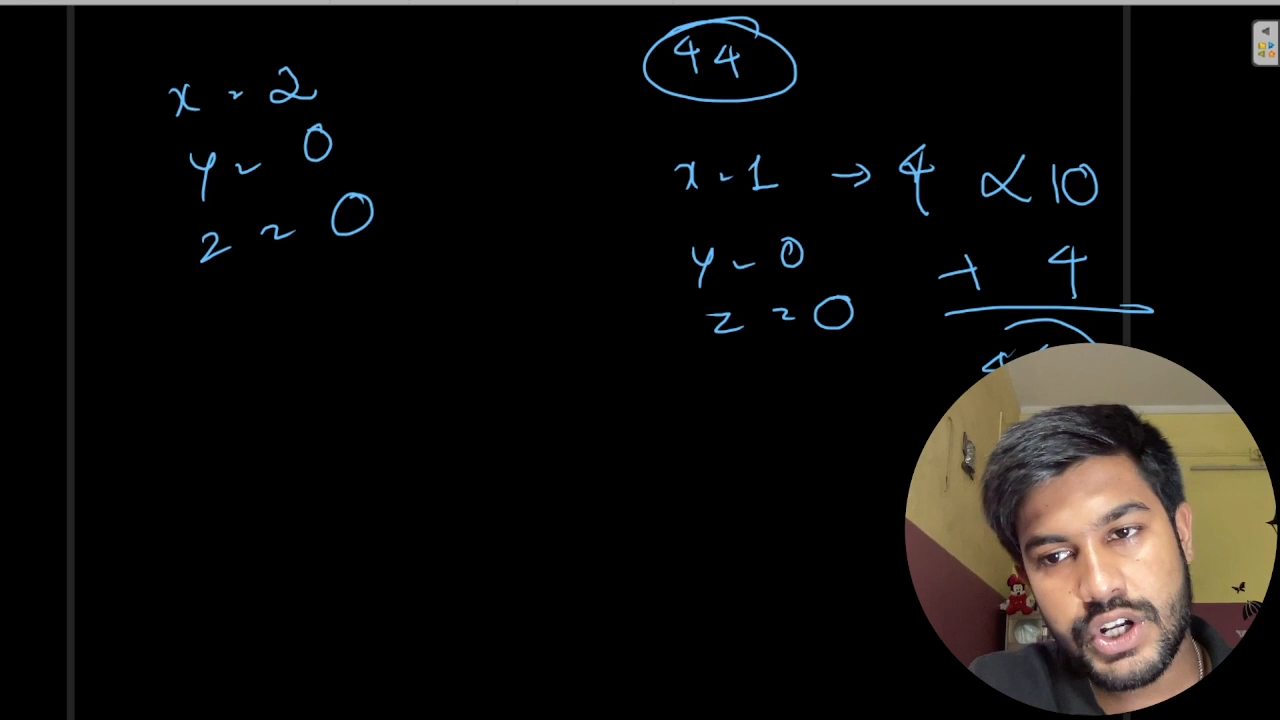 44
x = 2
y = 0
z = 0
x = 1 → 4 × 10
y = 0 + 4
z = 0